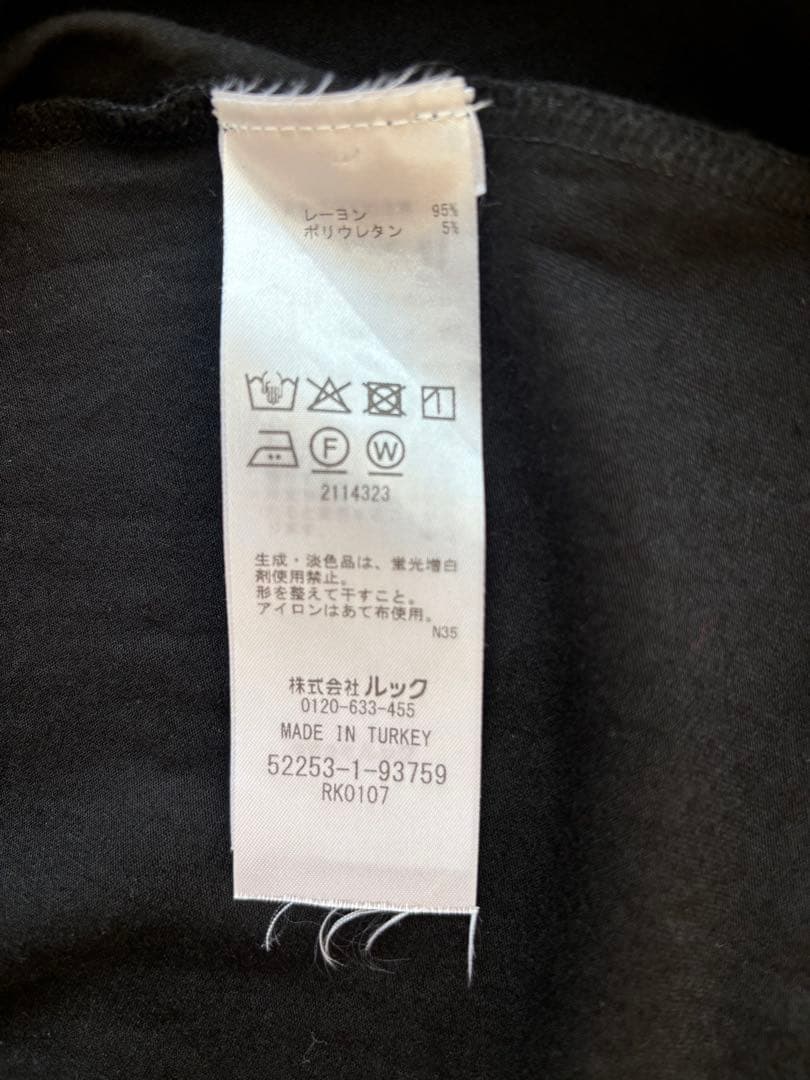 レーヨン 95%
ポリウレタン 5%
F W
2114323
生成・淡色品は、蛍光増白
剤使用禁止。
形を整えて干すこと。
アイロンはあて布使用。
N35
株式会社 ルック
0120-633-455
MADE IN TURKEY
52253-1-93759
RK0107